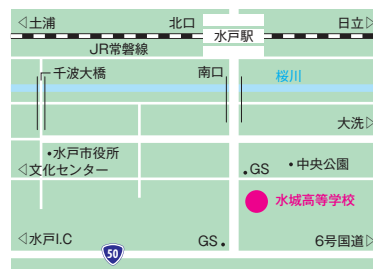 ◁土浦 北口 日立▷
水戸駅
JR常磐線
千波大橋 南口 桜川
大洗▷
•水戸市役所
◁文化センター •GS •中央公園
水城高等学校
◁水戸I.C GS• 6号国道▷
50